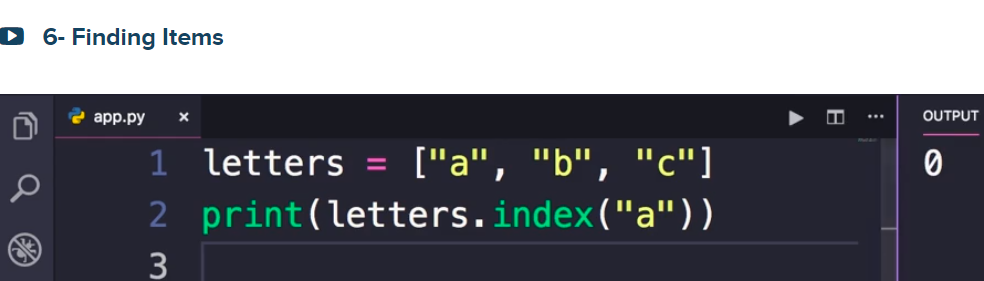 6- Finding Items
app.py ×
OUTPUT
1 letters = ["a", "b", "c"]
2 print(letters.index("a"))
3
0